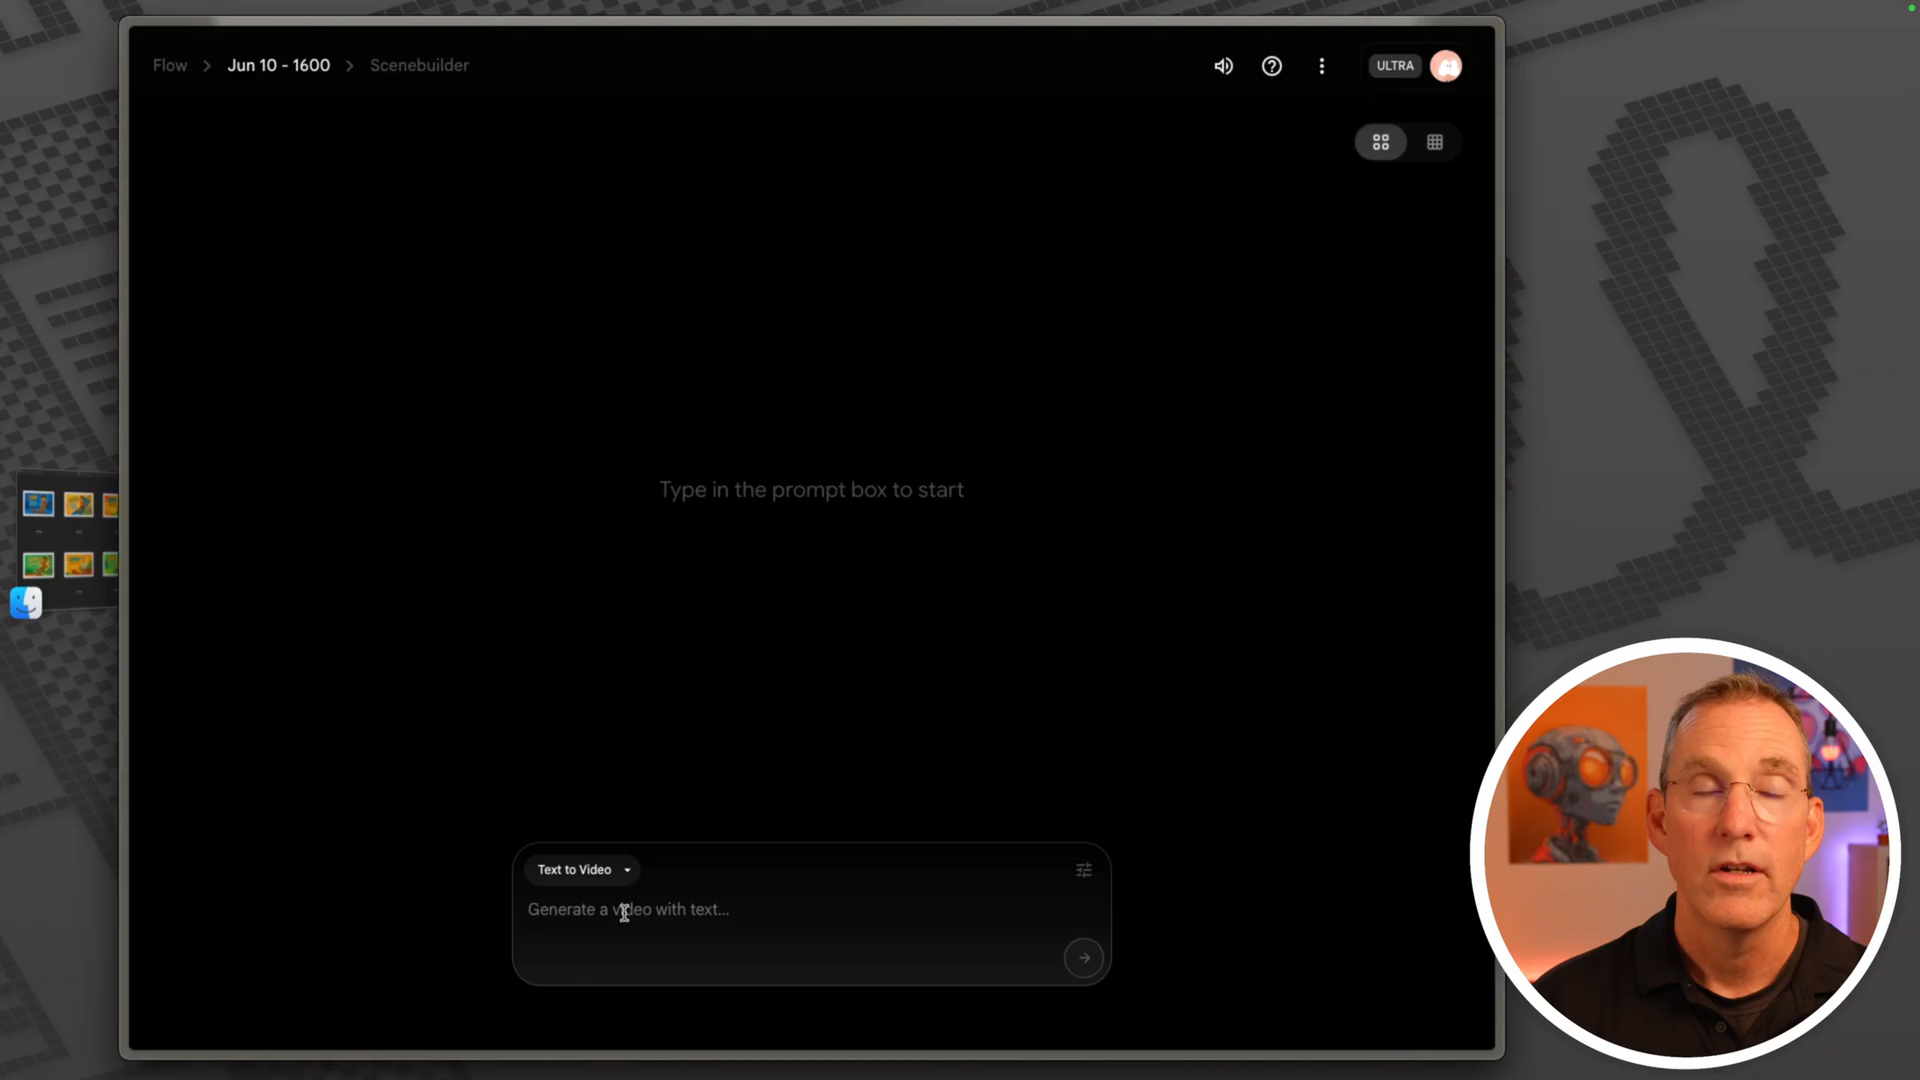 Flow > Jun 10 - 1600 > Scenebuilder
ULTRA
Type in the prompt box to start
Text to Video
Generate a video with text...